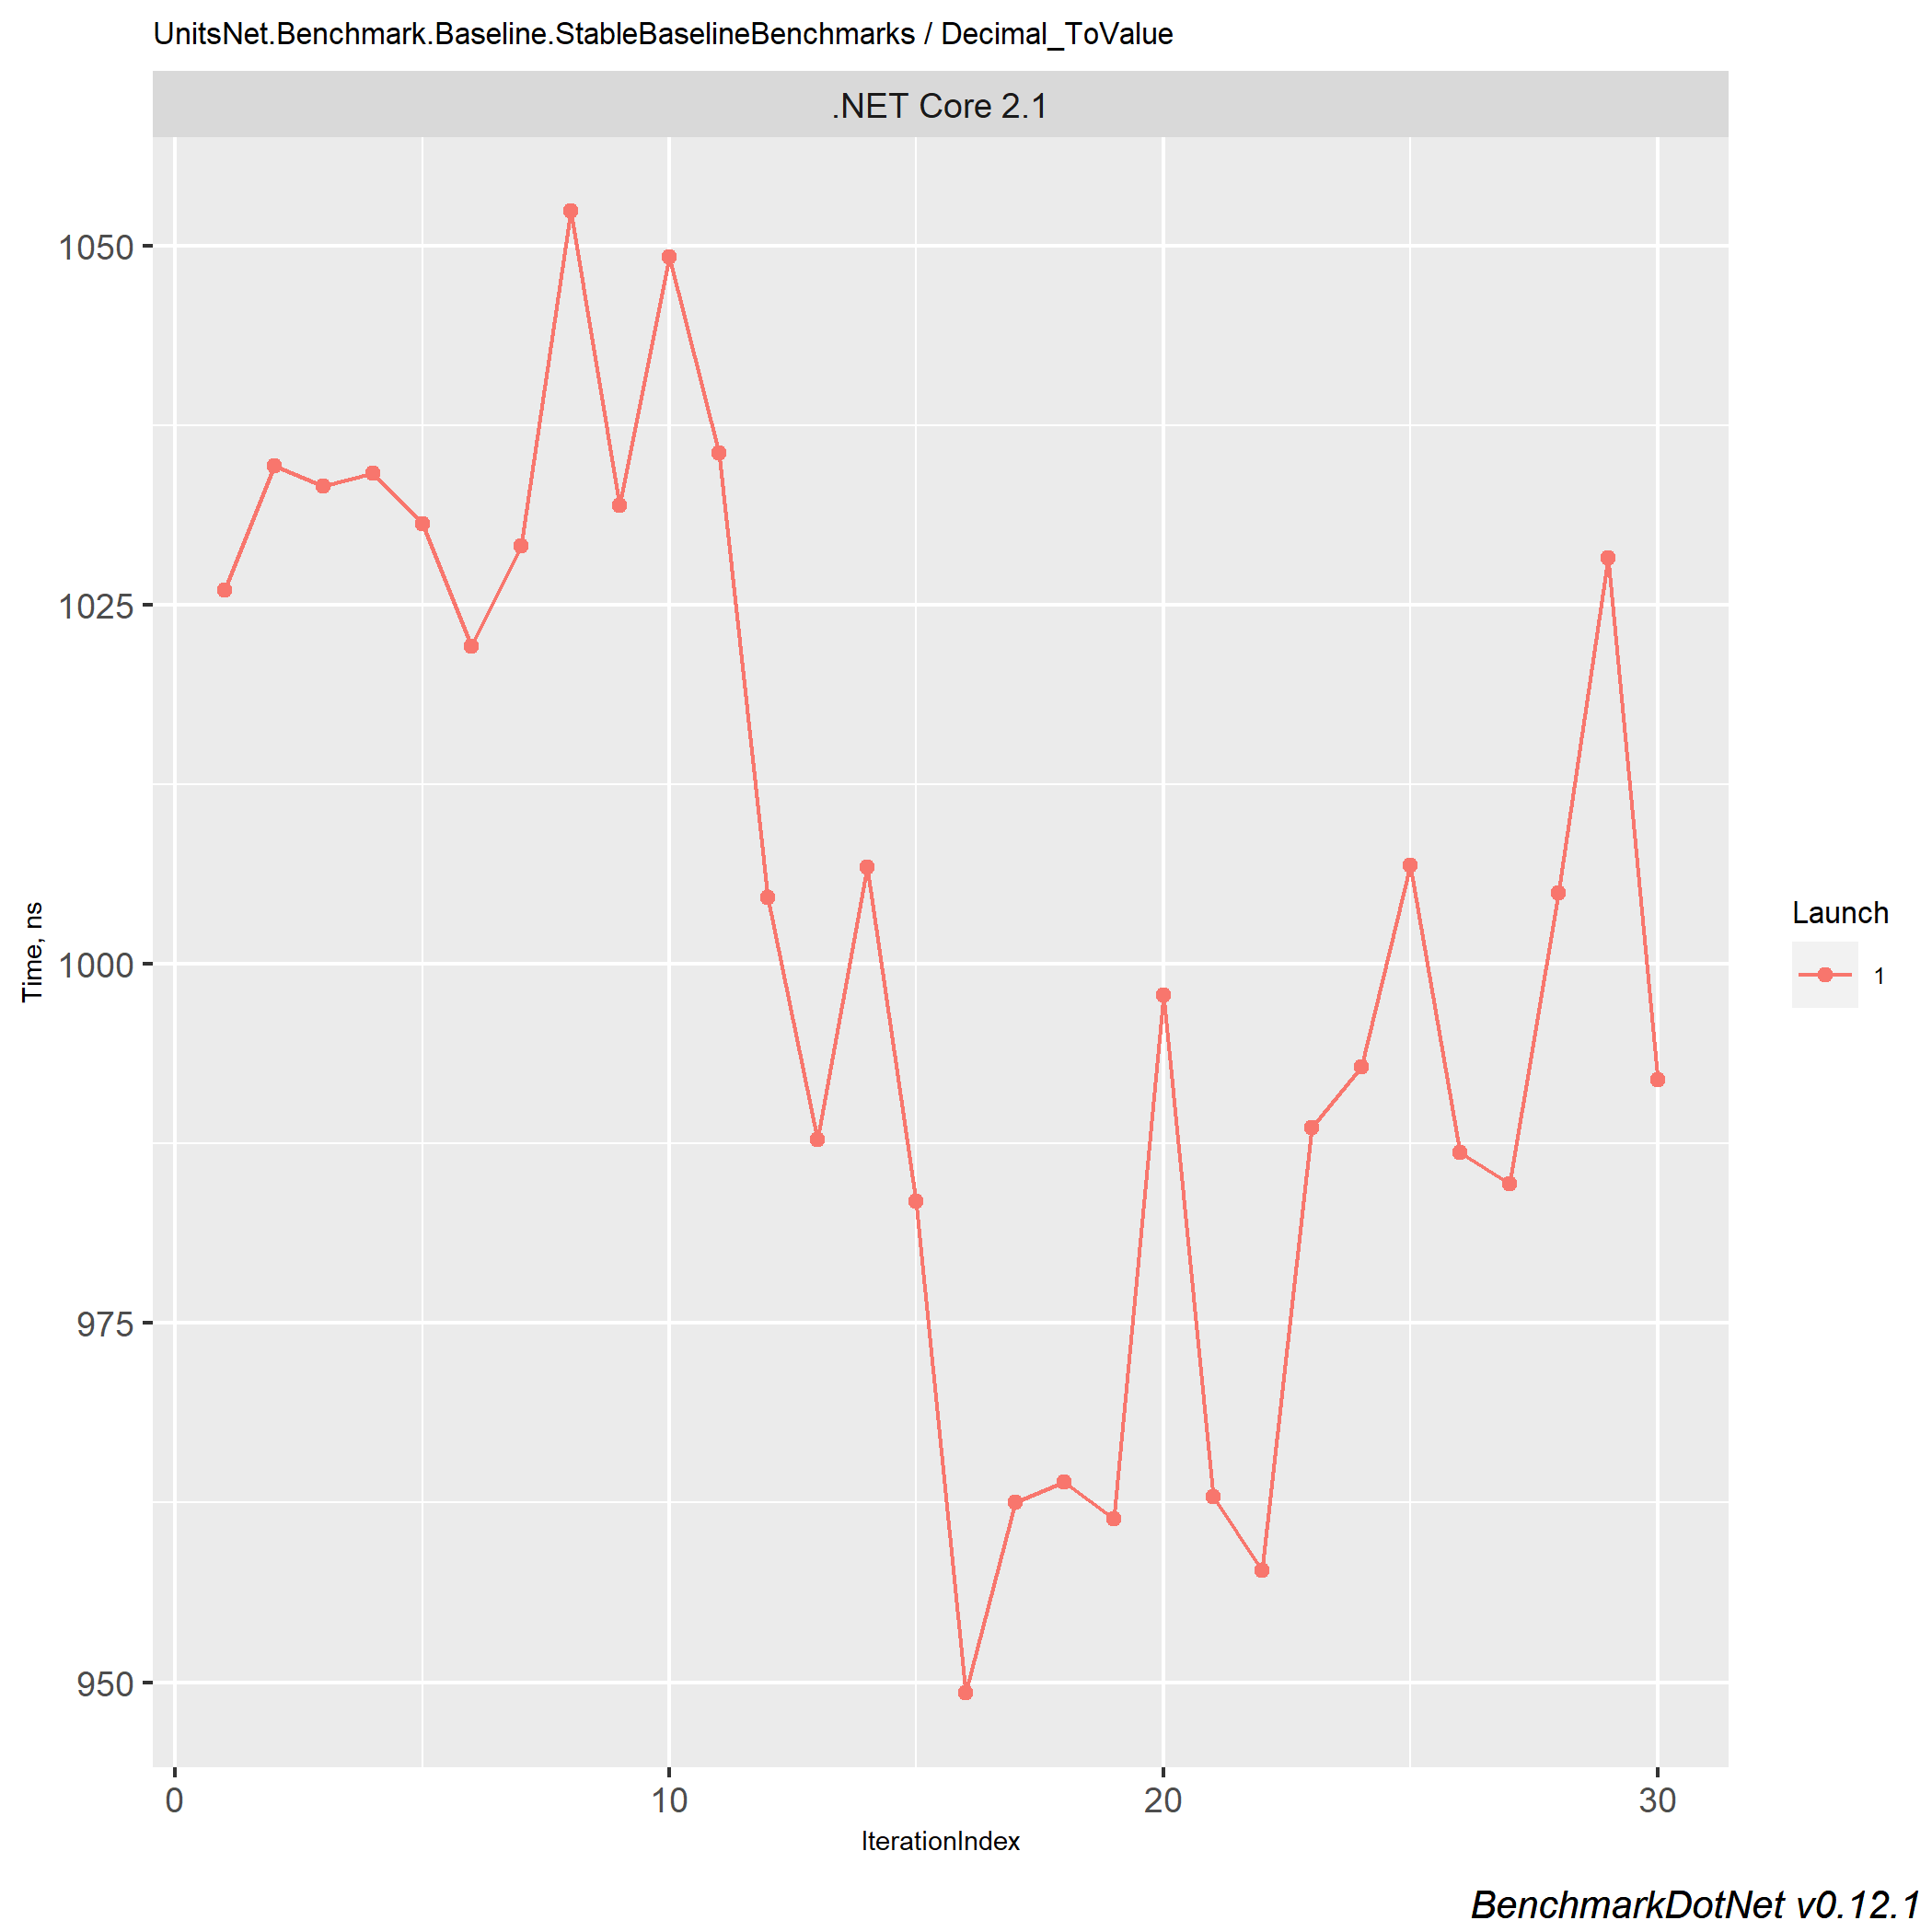 UnitsNet.Benchmark.Baseline.StableBaselineBenchmarks / Decimal_ToValue
.NET Core 2.1
1050
1025
1000
975
950
Time, ns
0 10 20 30
IterationIndex
Launch
1
BenchmarkDotNet v0.12.1